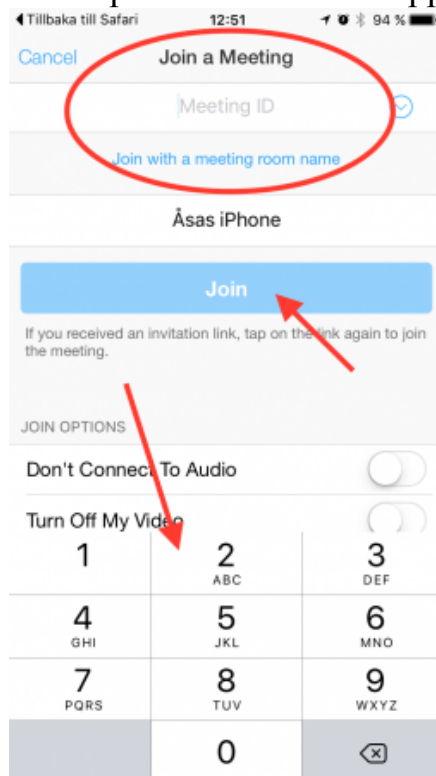 Tillbaka till Safari 12:51 94 %
Cancel Join a Meeting
Meeting ID
Join with a meeting room name
Åsas iPhone
Join
If you received an invitation link, tap on the link again to join
the meeting.
JOIN OPTIONS
Don't Connect To Audio
Turn Off My Video
1 2 3
ABC DEF
4 5 6
GHI JKL MNO
7 8 9
PQRS TUV WXYZ
0